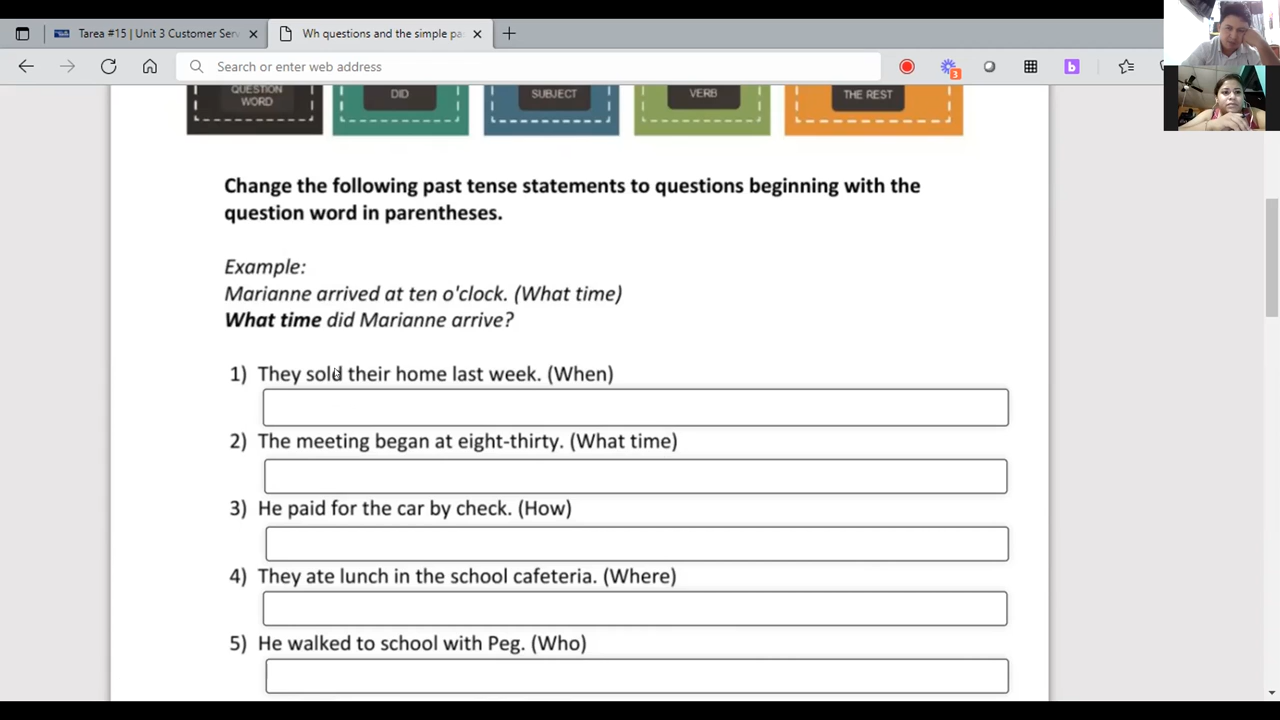 Tarea #15 | Unit 3 Customer Serv
Wh questions and the simple pa
Search or enter web address
3
b
QUESTION WORD
DID
SUBJECT
VERB
THE REST
Change the following past tense statements to questions beginning with the
question word in parentheses.
Example:
Marianne arrived at ten o'clock. (What time)
What time did Marianne arrive?
1) They sold their home last week. (When)
2) The meeting began at eight-thirty. (What time)
3) He paid for the car by check. (How)
4) They ate lunch in the school cafeteria. (Where)
5) He walked to school with Peg. (Who)